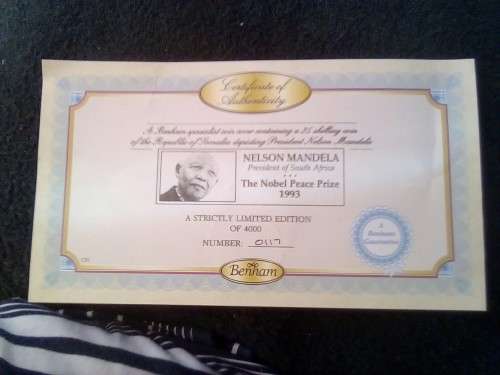 Certificate of
Authenticity
A Benham specialist coin cover containing a 25 shilling coin
of the Republic of Somalia depicting President Nelson Mandela
NELSON MANDELA
President of South Africa
* * *
The Nobel Peace Prize
1993
A STRICTLY LIMITED EDITION
OF 4000
NUMBER: 0117
A
Benham
Guarantee
Benham